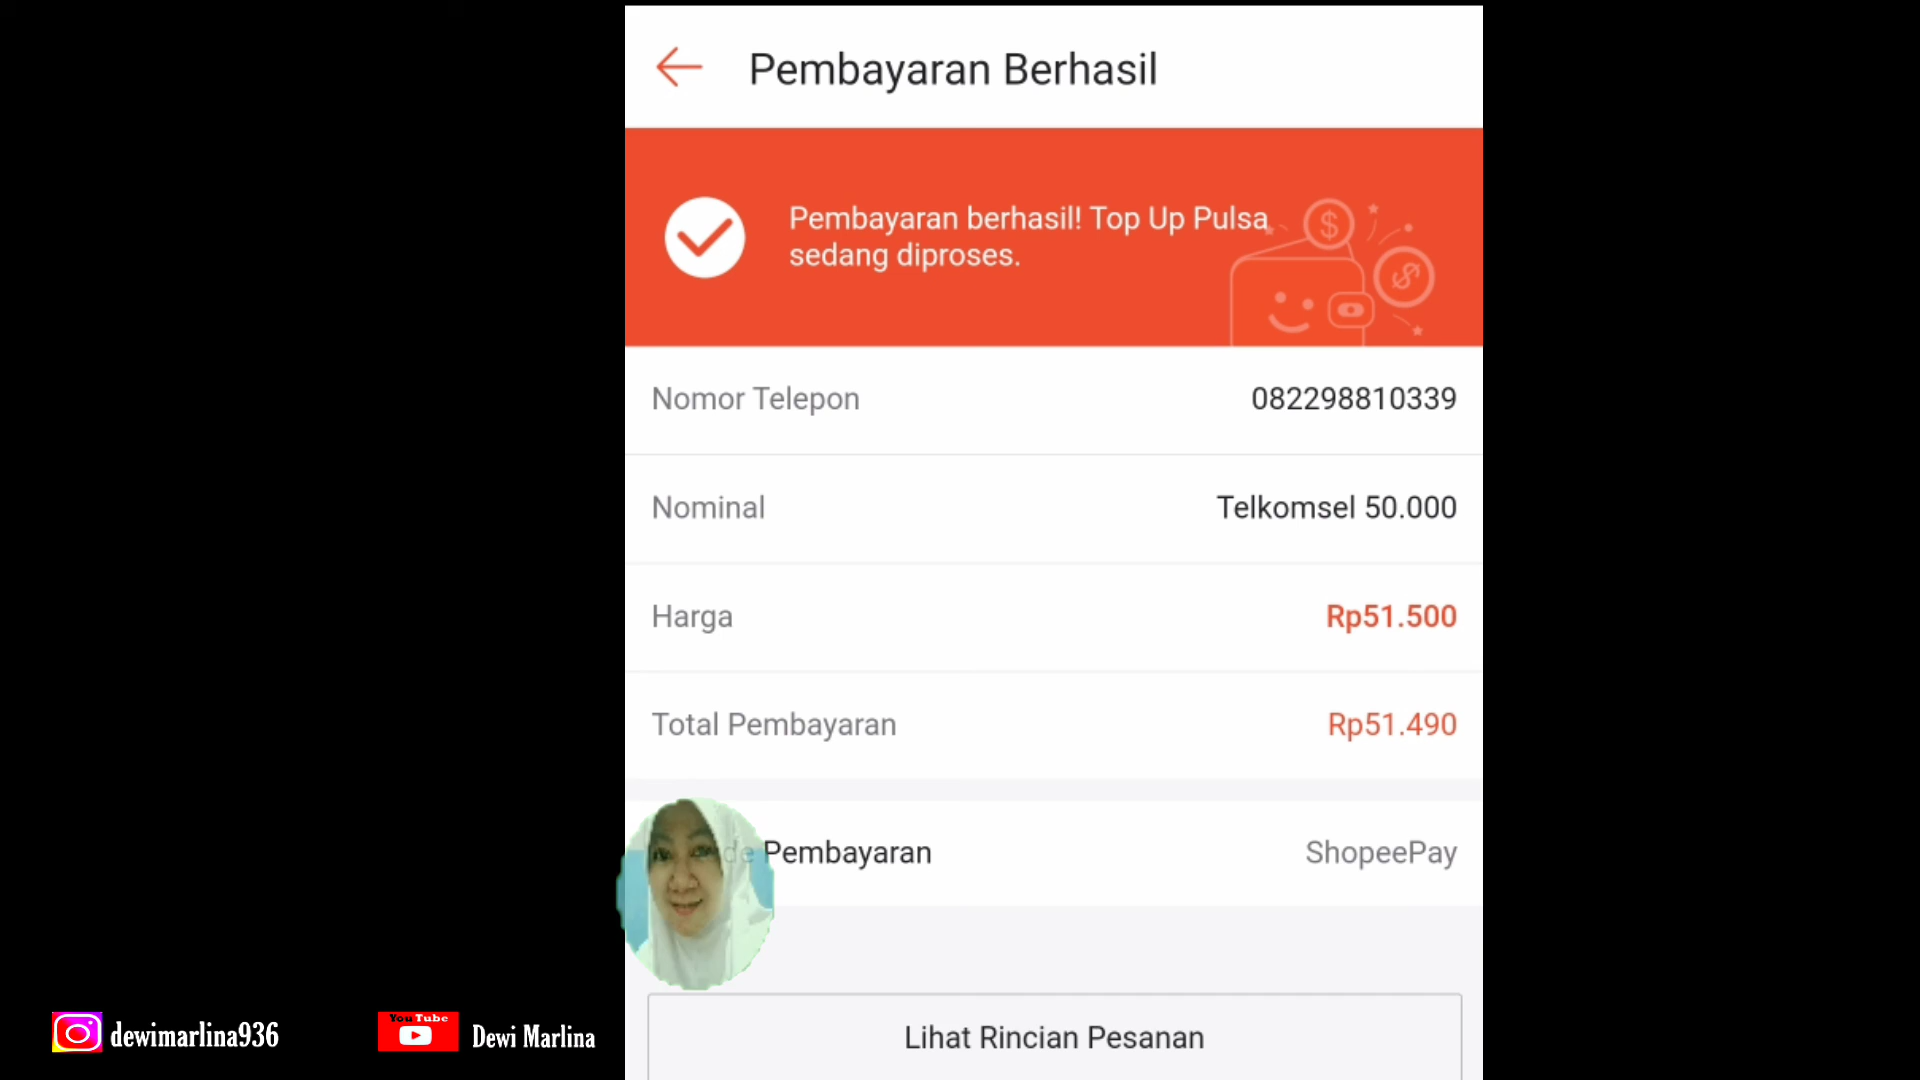 Pembayaran Berhasil
Pembayaran berhasil! Top Up Pulsa
sedang diproses.
Nomor Telepon 082298810339
Nominal Telkomsel 50.000
Harga Rp51.500
Total Pembayaran Rp51.490
Pembayaran ShopeePay
Lihat Rincian Pesanan
dewimarlina936
YouTube
Dewi Marlina